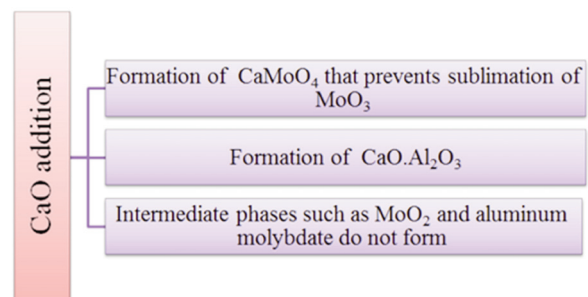 CaO addition
Formation of CaMoO₄ that prevents sublimation of
MoO₃
Formation of CaO.Al₂O₃
Intermediate phases such as MoO₂ and aluminum
molybdate do not form